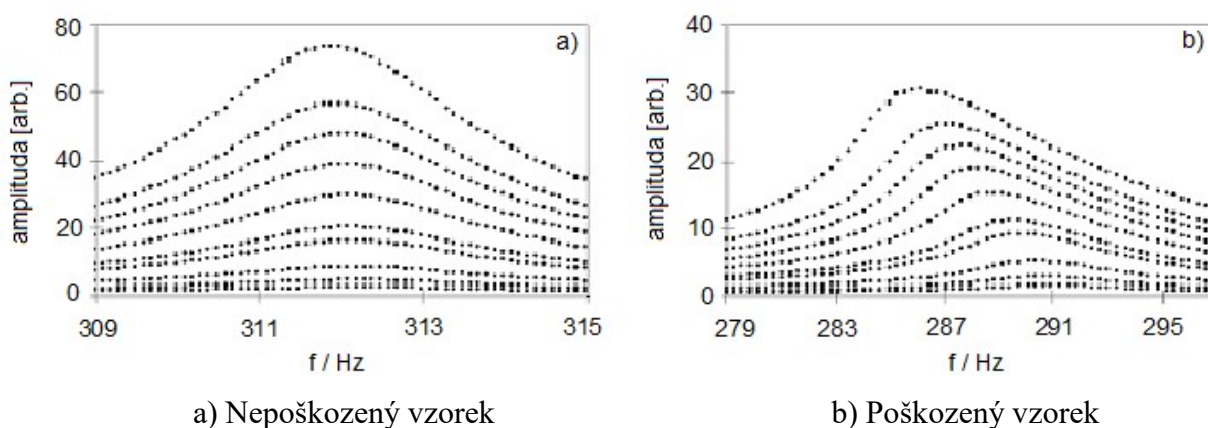 a)
amplituda [arb.]
80
60
40
20
0
309 311 313 315
f / Hz
b)
amplituda [arb.]
40
30
20
10
0
279 283 287 291 295
f / Hz
a) Nepoškozený vzorek
b) Poškozený vzorek